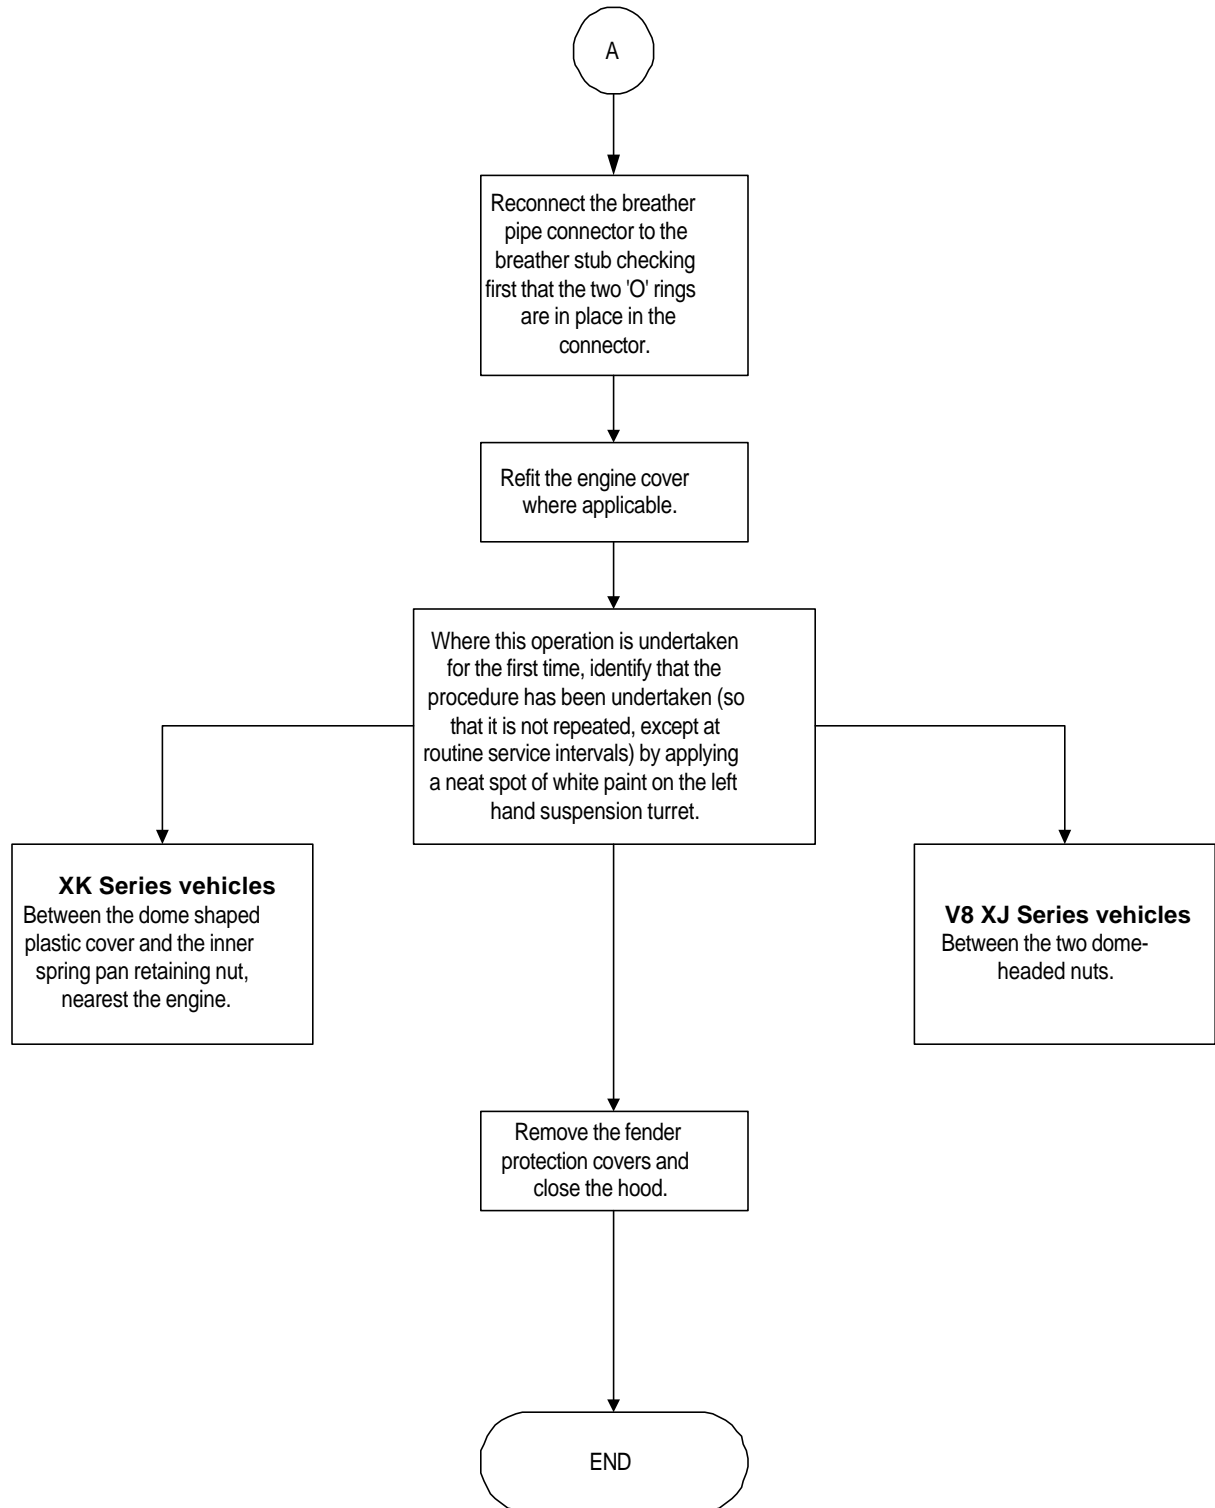 A
Reconnect the breather
pipe connector to the
breather stub checking
first that the two 'O' rings
are in place in the
connector.
Refit the engine cover
where applicable.
Where this operation is undertaken
for the first time, identify that the
procedure has been undertaken (so
that it is not repeated, except at
routine service intervals) by applying
a neat spot of white paint on the left
hand suspension turret.
XK Series vehicles
Between the dome shaped
plastic cover and the inner
spring pan retaining nut,
nearest the engine.
V8 XJ Series vehicles
Between the two dome-
headed nuts.
Remove the fender
protection covers and
close the hood.
END